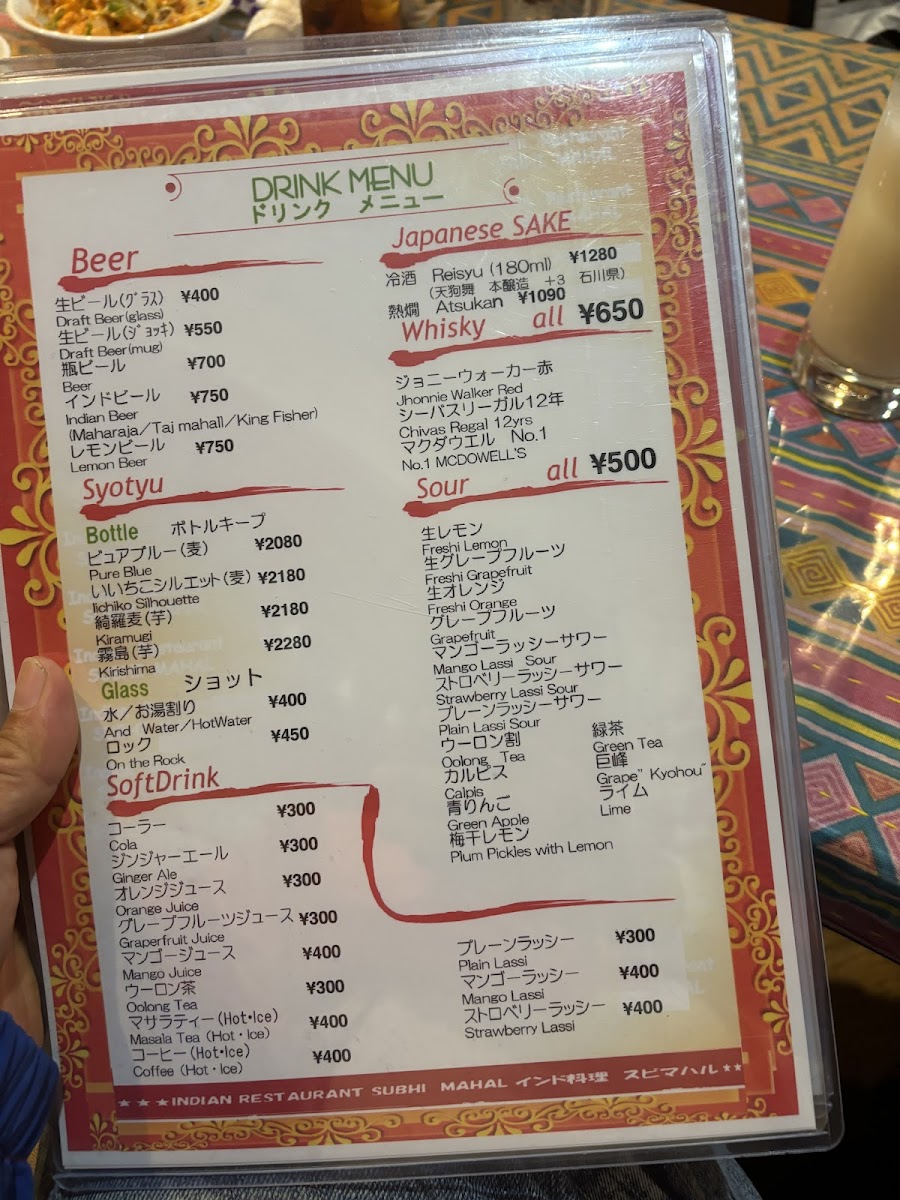 DRINK MENU
ドリンク メニュー
Beer
生ビール(ｸﾞﾗｽ) ¥400
Draft Beer(glass)
生ビール(ｼﾞｮｯｷ) ¥550
Draft Beer(mug)
瓶ビール ¥700
Beer
インドビール ¥750
Indian Beer
(Maharaja／Taj mahall／King Fisher)
レモンビール ¥750
Lemon Beer
Syotyu
Bottle ボトルキープ
ピュアブルー(麦) ¥2080
Pure Blue
いいちこシルエット(麦) ¥2180
Iichiko Silhouette
綺羅麦(芋) ¥2180
Kiramugi
霧島(芋) ¥2280
Kirishima
Glass ショット
水／お湯割り ¥400
And Water／HotWater
ロック ¥450
On the Rock
SoftDrink
コーラー ¥300
Cola
ジンジャーエール ¥300
Ginger Ale
オレンジジュース ¥300
Orange Juice
グレープフルーツジュース ¥300
Graperfruit Juice
マンゴージュース ¥400
Mango Juice
ウーロン茶 ¥300
Oolong Tea
マサラティー(Hot・Ice) ¥400
Masala Tea (Hot・Ice)
コーヒー(Hot・Ice) ¥400
Coffee (Hot・Ice)
Japanese SAKE
冷酒 Reisyu (180ml) ¥1280
(天狗舞 本醸造 +3 石川県)
熱燗 Atsukan ¥1090
Whisky all ¥650
ジョニーウォーカー赤
Jhonnie Walker Red
シーバスリーガル12年
Chivas Regal 12yrs
マクダウエル No.1
No.1 MCDOWELL'S
Sour all ¥500
生レモン
Freshi Lemon
生グレープフルーツ
Freshi Grapefruit
生オレンジ
Freshi Orange
グレープフルーツ
Grapefruit
マンゴーラッシーサワー
Mango Lassi Sour
ストロベリーラッシーサワー
Strawberry Lassi Sour
プレーンラッシーサワー
Plain Lassi Sour
ウーロン割 緑茶
Oolong Tea Green Tea
カルピス 巨峰
Calpis Grape" Kyohou"
青りんご ライム
Green Apple Lime
梅干レモン
Plum Pickles with Lemon
プレーンラッシー ¥300
Plain Lassi
マンゴーラッシー ¥400
Mango Lassi
ストロベリーラッシー ¥400
Strawberry Lassi
★ ★ ★INDIAN RESTAURANT SUBHI MAHAL インド料理 スビマハル ★★